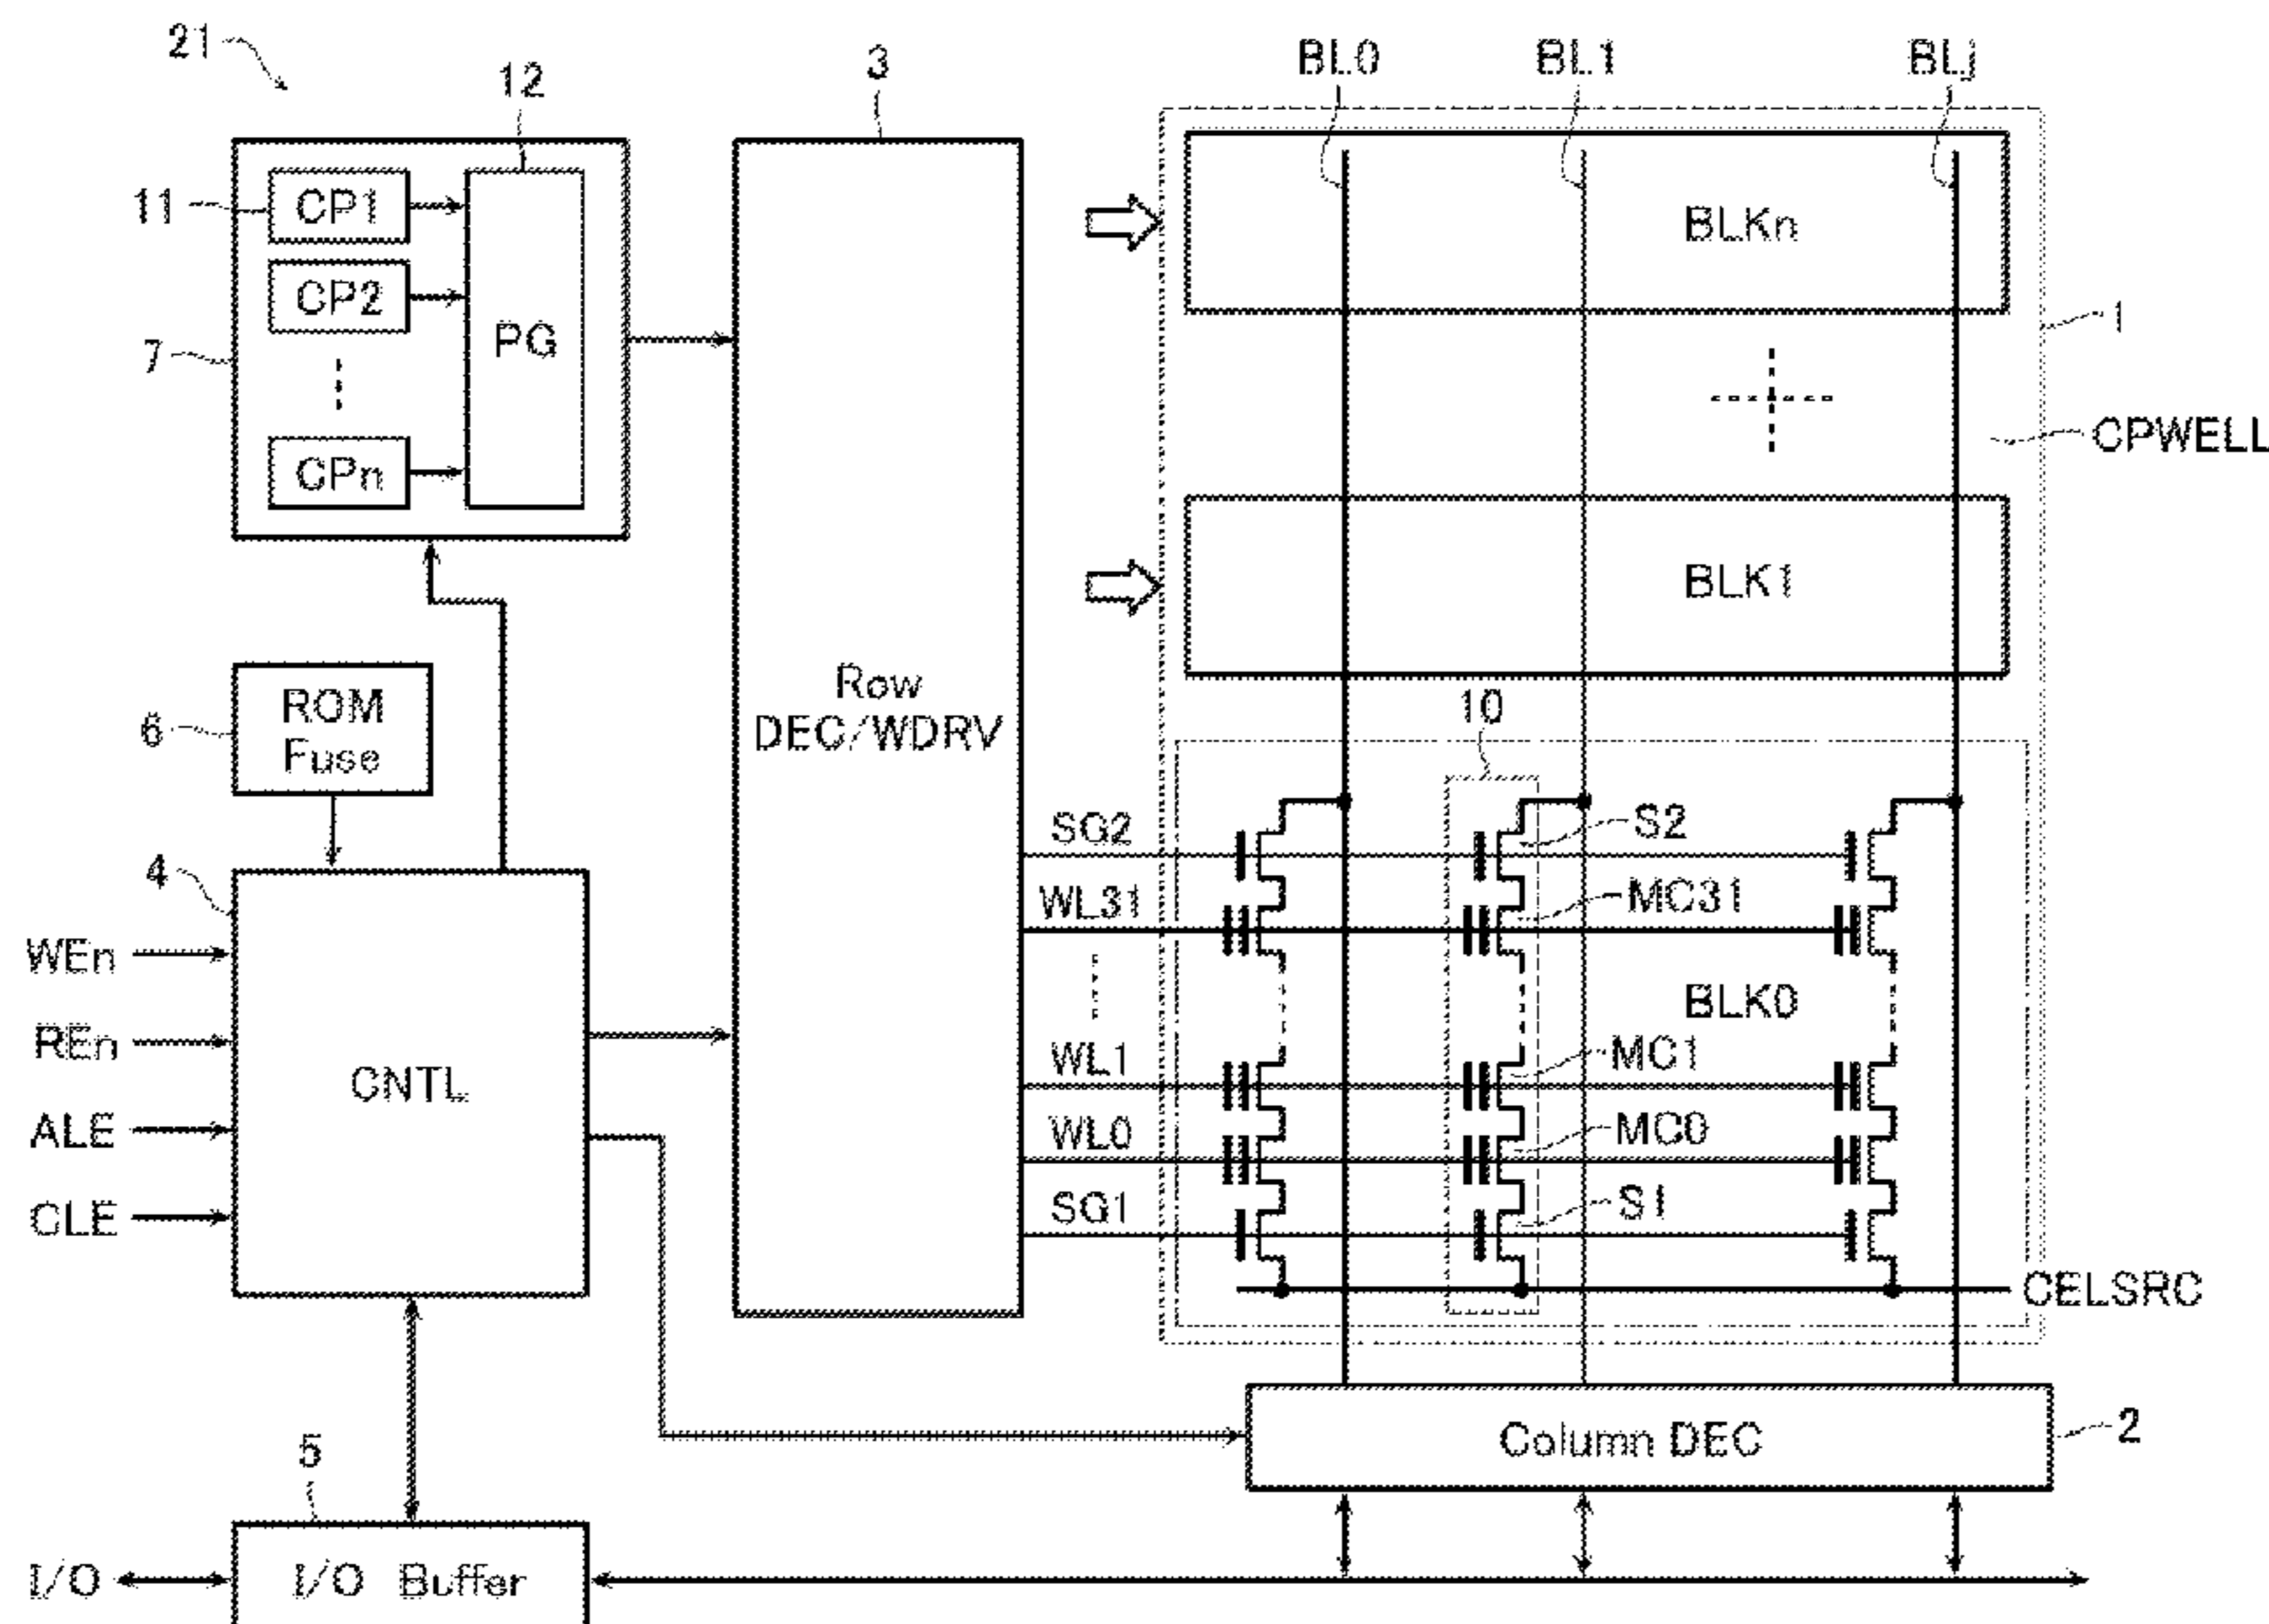 21
12
3
BL0
BL1
BLj
11
CP1
CP2
CPn
PG
7
BLKn
1
CPWELL
BLK1
Row
DEC/WDRV
ROM
Fuse
6
10
SG2
S2
WL31
MC31
4
WEn
REn
ALE
CLE
CNTL
BLK0
WL1
MC1
WL0
MC0
SG1
S1
CELSRC
Column DEC
2
5
I/O
I/O Buffer